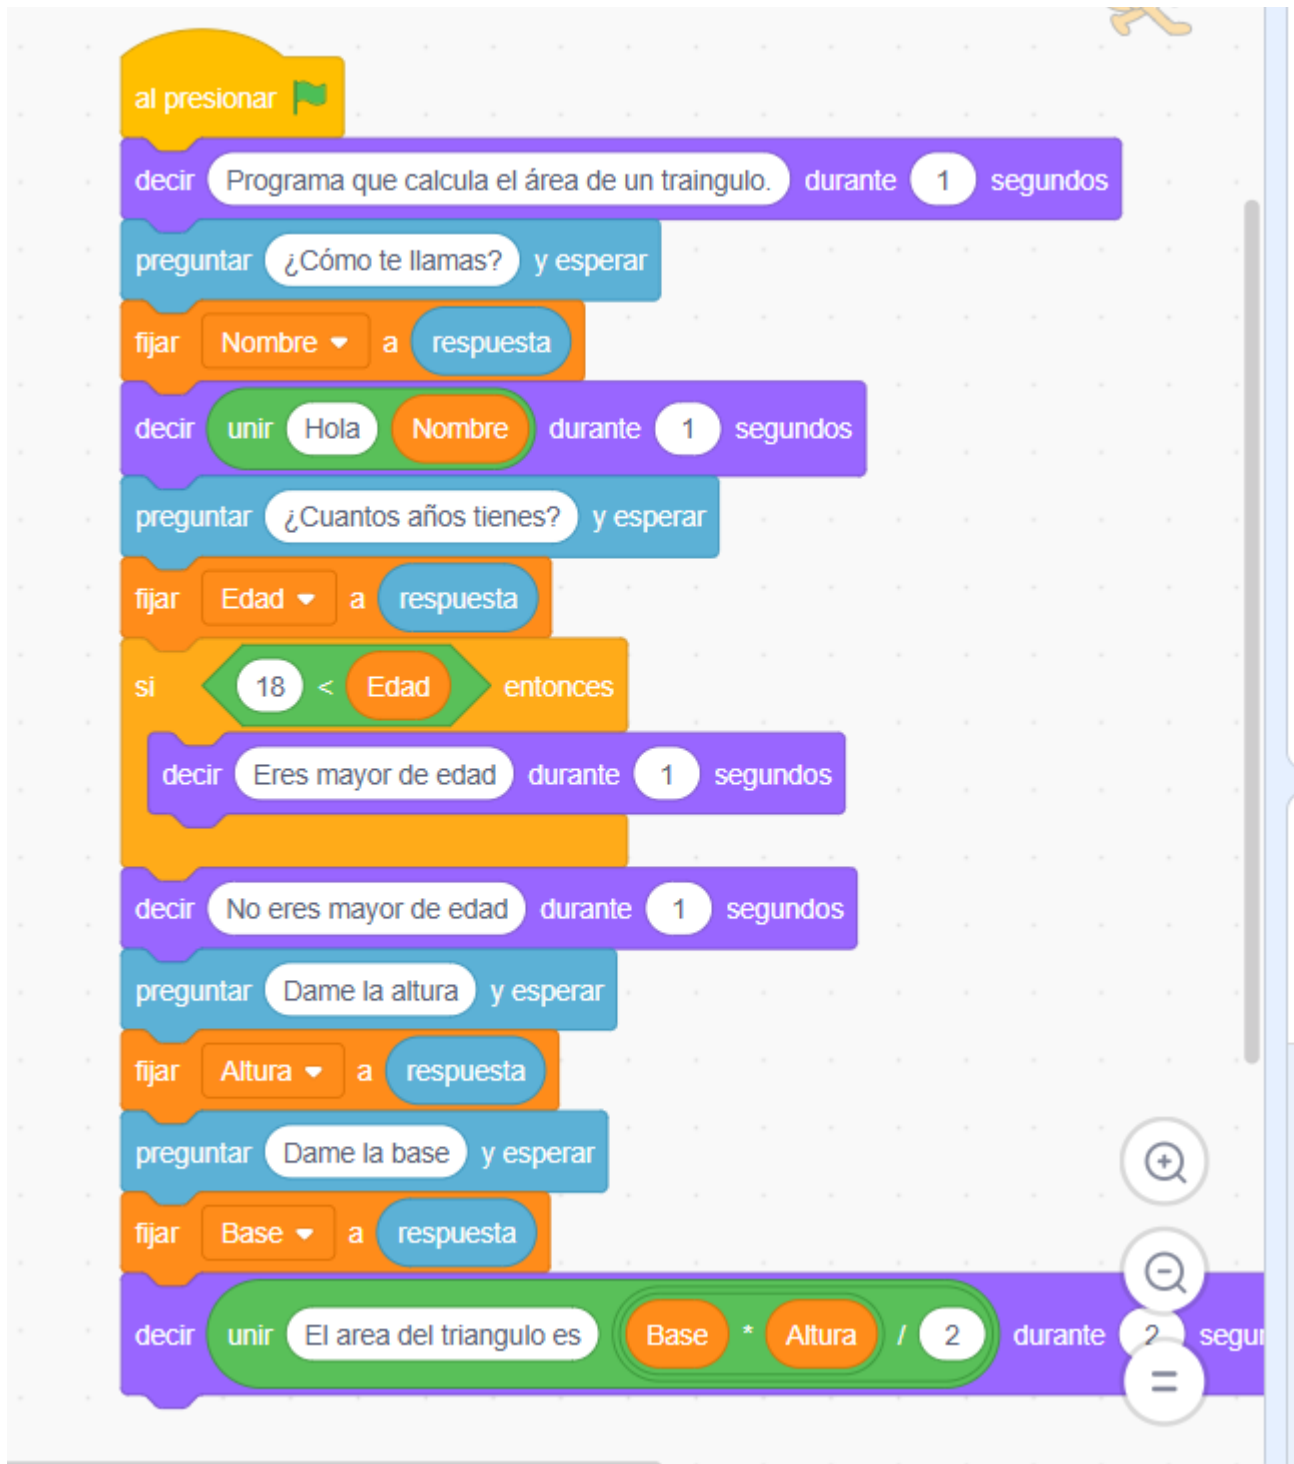 al presionar
decir Programa que calcula el área de un traingulo. durante 1 segundos
preguntar ¿Cómo te llamas? y esperar
fijar Nombre a respuesta
decir unir Hola Nombre durante 1 segundos
preguntar ¿Cuantos años tienes? y esperar
fijar Edad a respuesta
si 18 < Edad entonces
decir Eres mayor de edad durante 1 segundos
decir No eres mayor de edad durante 1 segundos
preguntar Dame la altura y esperar
fijar Altura a respuesta
preguntar Dame la base y esperar
fijar Base a respuesta
decir unir El area del triangulo es Base * Altura / 2 durante 2 segur